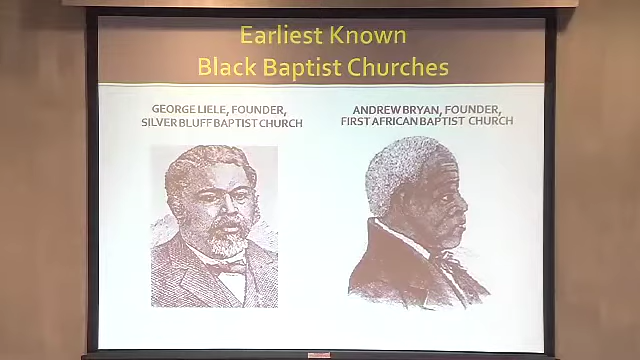 Earliest Known
Black Baptist Churches
GEORGE LIELE, FOUNDER,
SILVER BLUFF BAPTIST CHURCH
ANDREW BRYAN, FOUNDER,
FIRST AFRICAN BAPTIST CHURCH